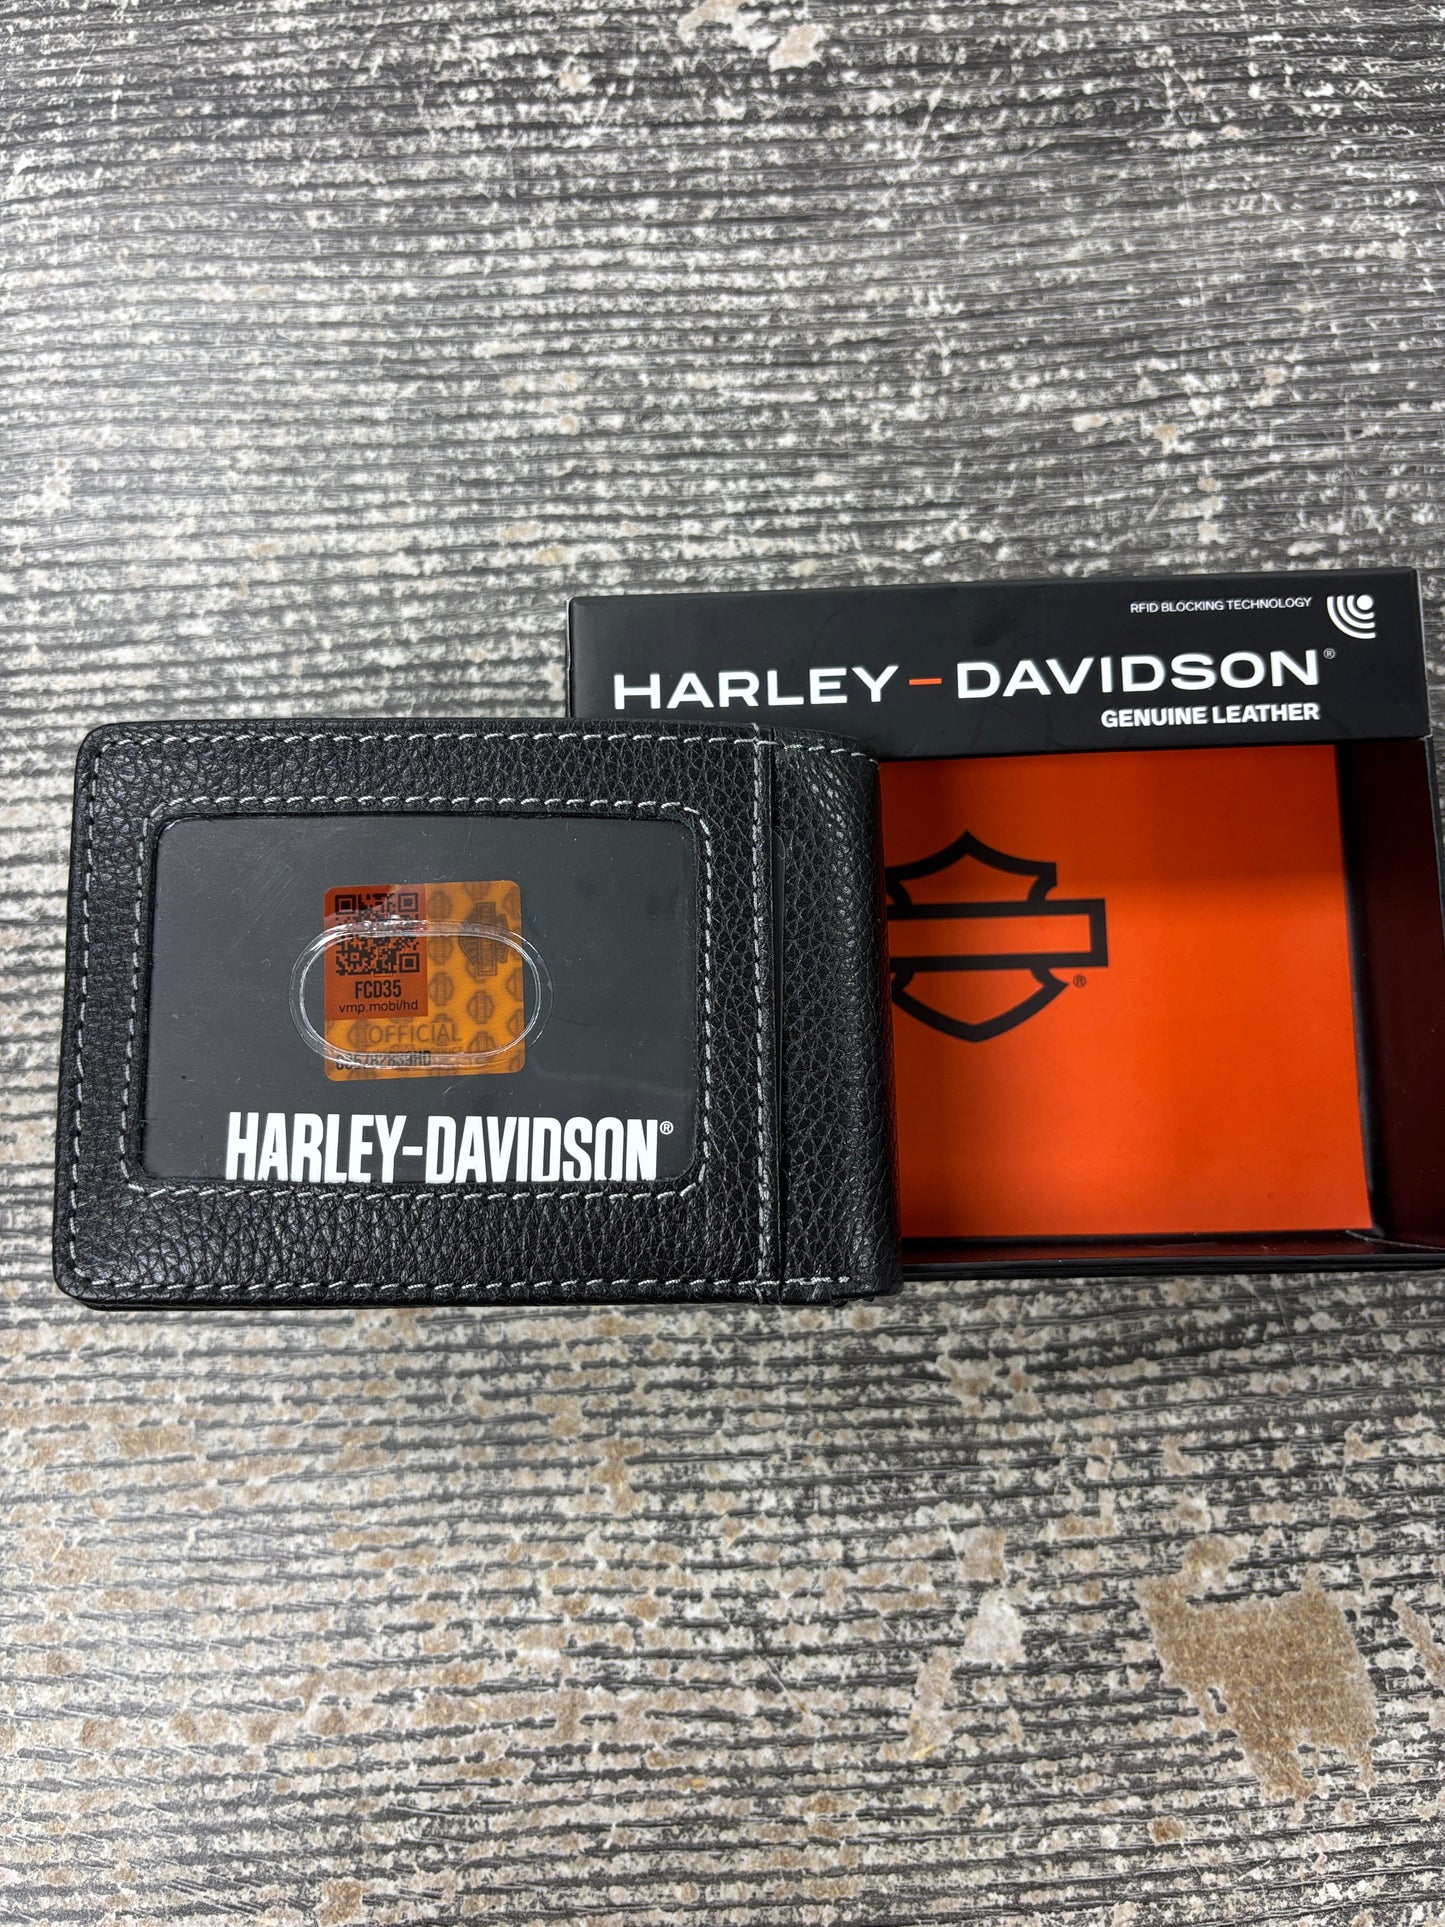 RFID BLOCKING TECHNOLOGY
HARLEY-DAVIDSON®
GENUINE LEATHER
®
FCD35
vmp.mobi/hd
OFFICIAL
HARLEY-DAVIDSON®